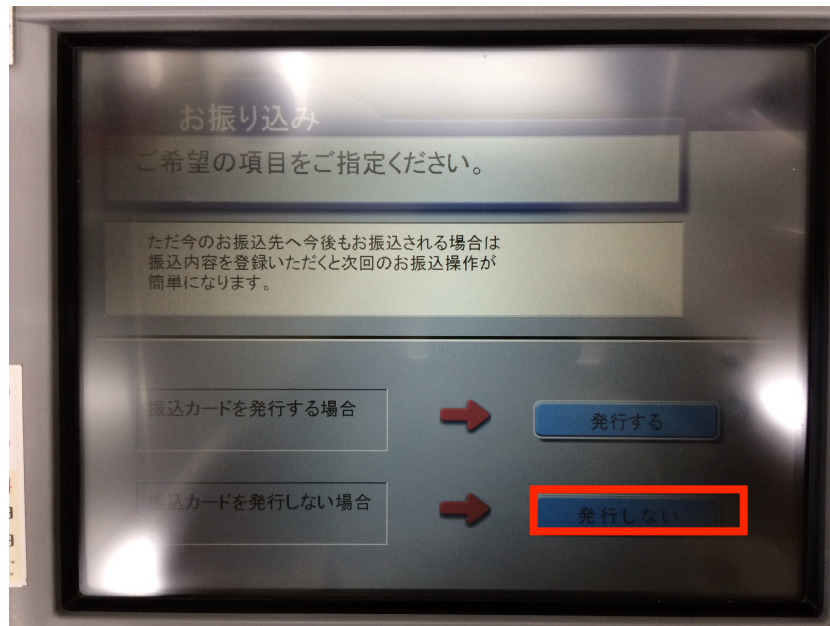 お振り込み
ご希望の項目をご指定ください。
ただ今のお振込先へ今後もお振込される場合は
振込内容を登録いただくと次回のお振込操作が
簡単になります。
振込カードを発行する場合
発行する
振込カードを発行しない場合
発行しない